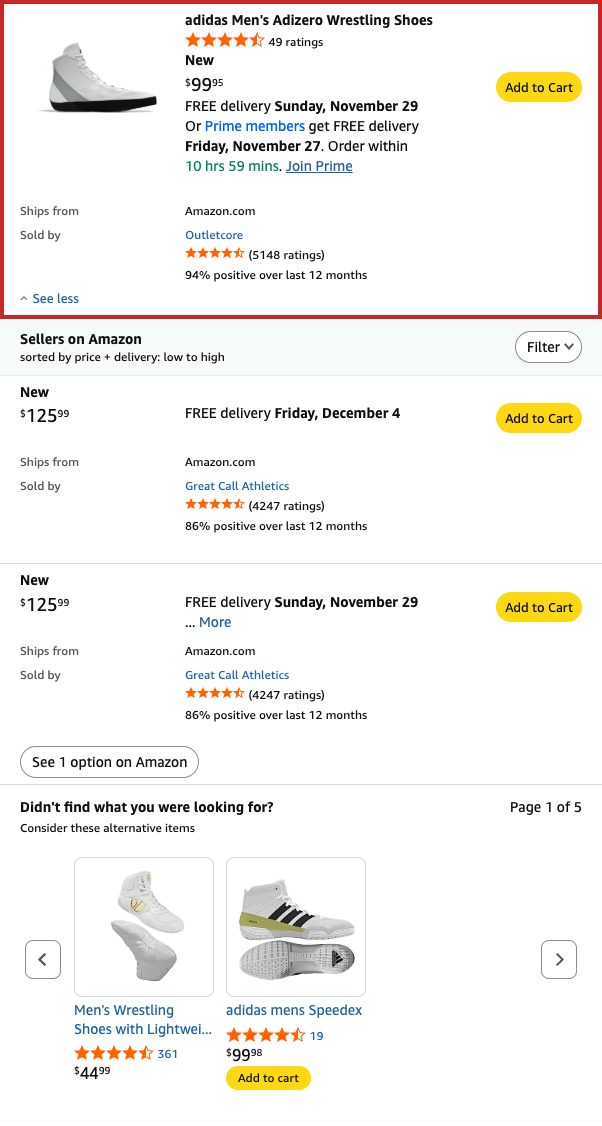 adidas Men's Adizero Wrestling Shoes
49 ratings
New
$99.95
FREE delivery Sunday, November 29
Or Prime members get FREE delivery
Friday, November 27. Order within
10 hrs 59 mins. Join Prime
Add to Cart
Ships from Amazon.com
Sold by Outletcore
(5148 ratings)
94% positive over last 12 months
See less
Sellers on Amazon
sorted by price + delivery: low to high
Filter
New
$125.99
FREE delivery Friday, December 4
Add to Cart
Ships from Amazon.com
Sold by Great Call Athletics
(4247 ratings)
86% positive over last 12 months
New
$125.99
FREE delivery Sunday, November 29
... More
Add to Cart
Ships from Amazon.com
Sold by Great Call Athletics
(4247 ratings)
86% positive over last 12 months
See 1 option on Amazon
Didn't find what you were looking for? Page 1 of 5
Consider these alternative items
Men's Wrestling
Shoes with Lightwei...
361
$44.99
adidas mens Speedex
19
$99.98
Add to cart